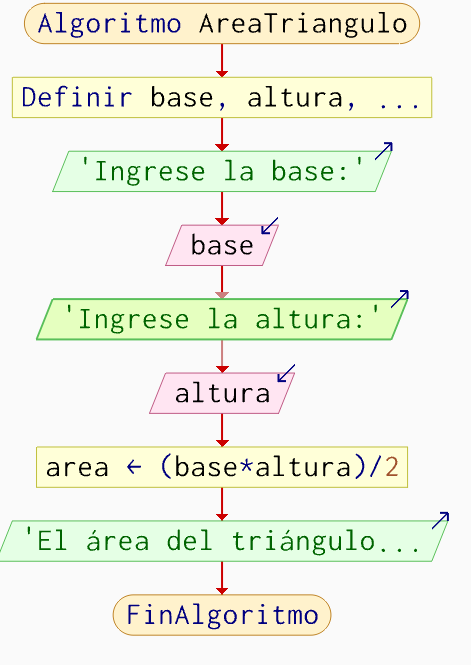 Algoritmo AreaTriangulo
Definir base, altura, ...
'Ingrese la base:'
base
'Ingrese la altura:'
altura
area ← (base*altura)/2
'El área del triángulo...
FinAlgoritmo